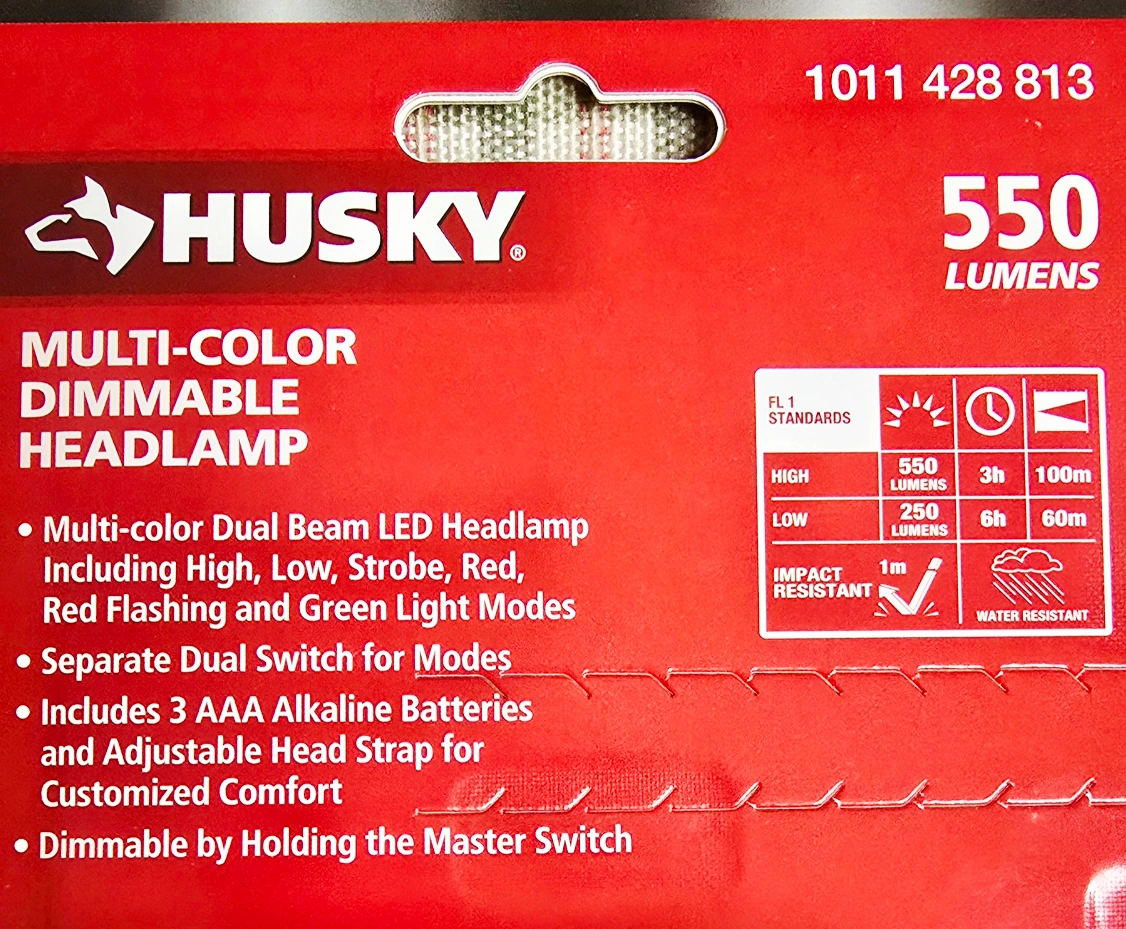 1011 428 813
HUSKY®
550
LUMENS
MULTI-COLOR
DIMMABLE
HEADLAMP
• Multi-color Dual Beam LED Headlamp
Including High, Low, Strobe, Red,
Red Flashing and Green Light Modes
• Separate Dual Switch for Modes
• Includes 3 AAA Alkaline Batteries
and Adjustable Head Strap for
Customized Comfort
• Dimmable by Holding the Master Switch
FL 1
STANDARDS
HIGH 550 LUMENS 3h 100m
LOW 250 LUMENS 6h 60m
IMPACT
RESISTANT
1m
WATER RESISTANT